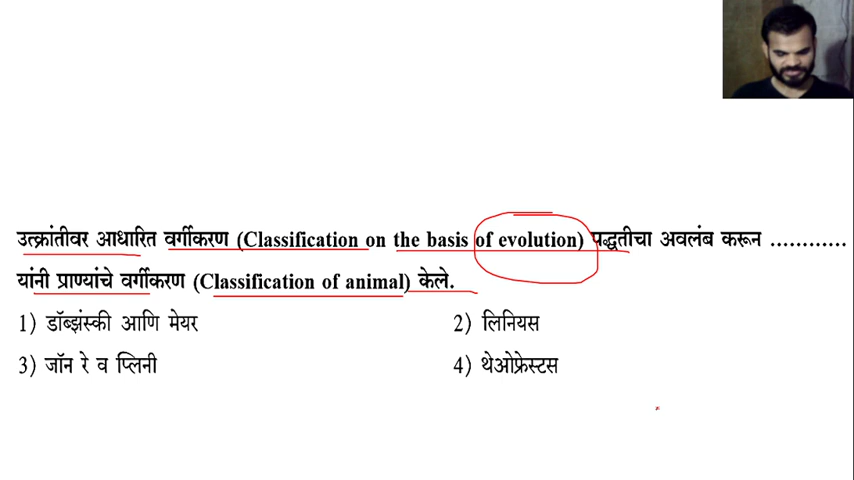 उत्क्रांतीवर आधारित वर्गीकरण (Classification on the basis of evolution) पद्धतीचा अवलंब करून ............
यांनी प्राण्यांचे वर्गीकरण (Classification of animal) केले.
1) डॉब्झंस्की आणि मेयर 2) लिनियस
3) जॉन रे व प्लिनी 4) थेओफ्रेस्टस